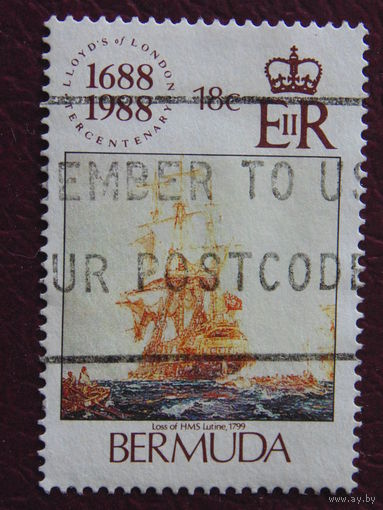 LLOYD'S of LONDON
1688
1988
TERCENTENARY
18c
EIIR
EMBER TO US
UR POSTCODE
Loss of HMS Lutine, 1799
BERMUDA
www.ay.by